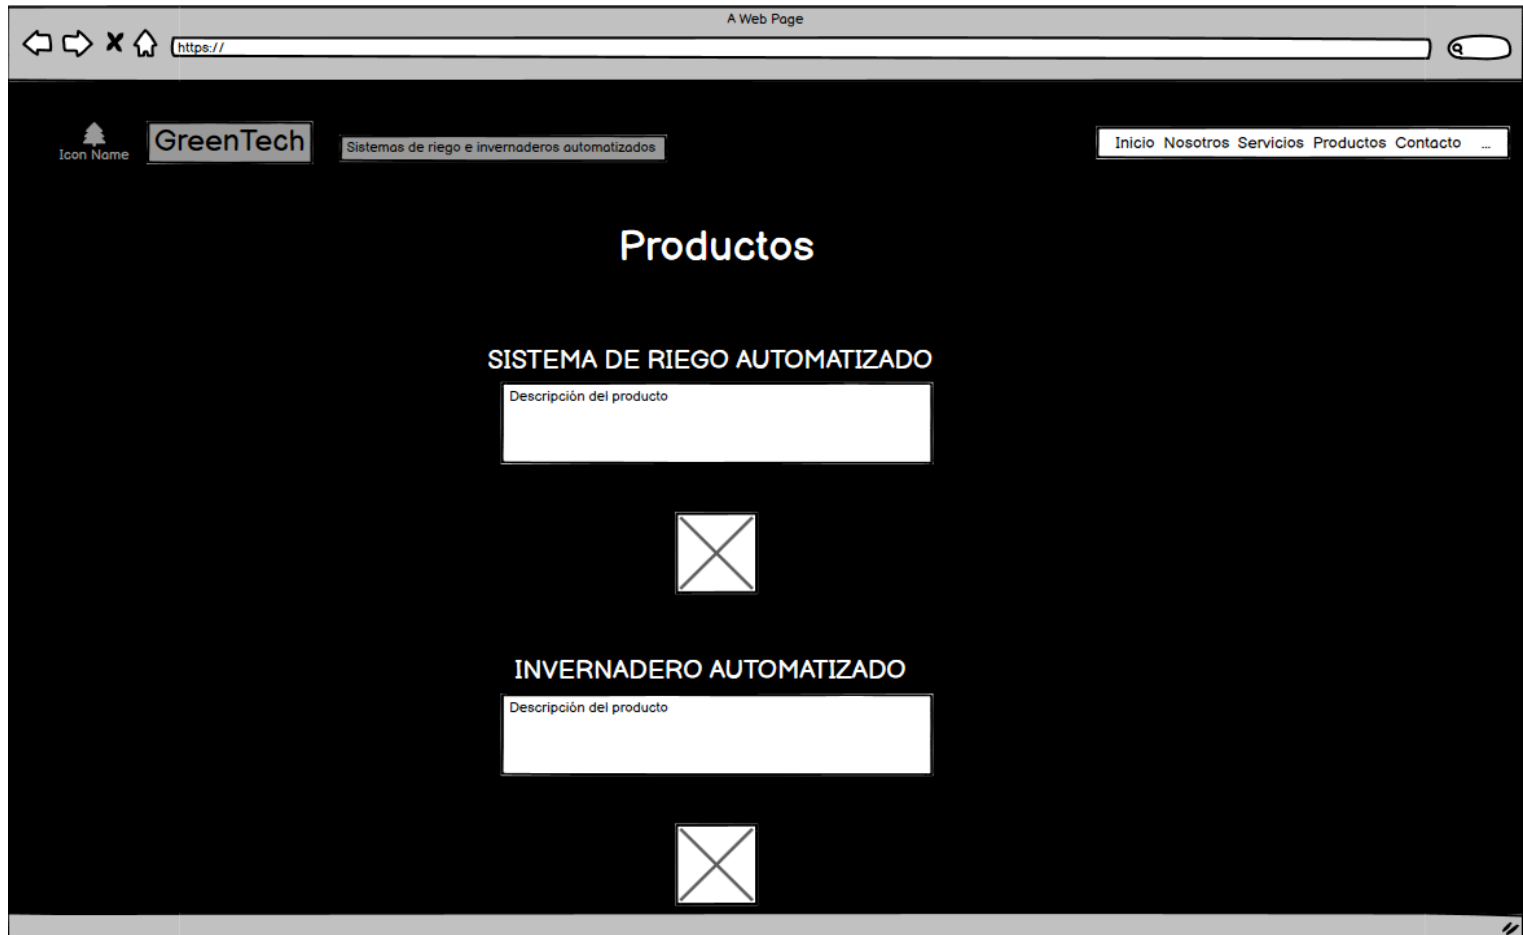 A Web Page
https://
Icon Name
GreenTech
Sistemas de riego e invernaderos automatizados
Inicio Nosotros Servicios Productos Contacto ...
Productos
SISTEMA DE RIEGO AUTOMATIZADO
Descripción del producto
INVERNADERO AUTOMATIZADO
Descripción del producto